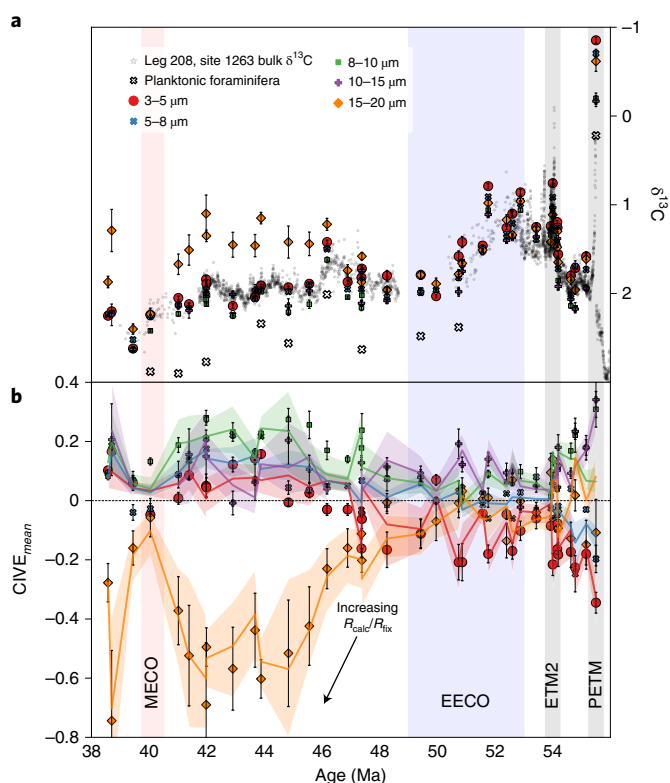 a
Leg 208, site 1263 bulk δ¹³C
Planktonic foraminifera
3–5 μm
5–8 μm
8–10 μm
10–15 μm
15–20 μm
−1
0
1
2
δ¹³C
b
0.4
0.2
0
−0.2
−0.4
−0.6
−0.8
CIVEmean
Increasing
Rcalc/Rfix
MECO
EECO
ETM2
PETM
38
40
42
44
46
48
50
52
54
Age (Ma)